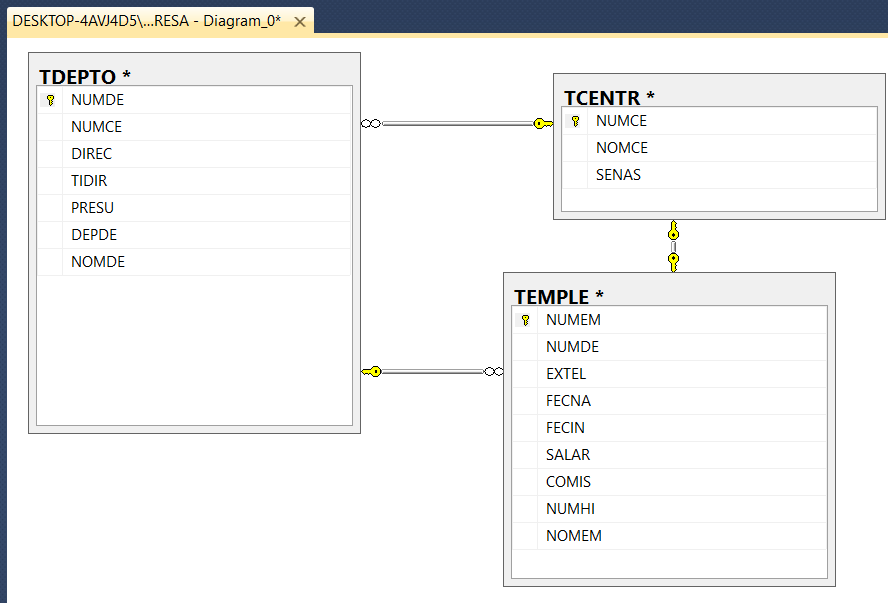 DESKTOP-4AVJ4D5\...RESA - Diagram_0*
TDEPTO *
NUMDE
NUMCE
DIREC
TIDIR
PRESU
DEPDE
NOMDE
TCENTR *
NUMCE
NOMCE
SENAS
TEMPLE *
NUMEM
NUMDE
EXTEL
FECNA
FECIN
SALAR
COMIS
NUMHI
NOMEM